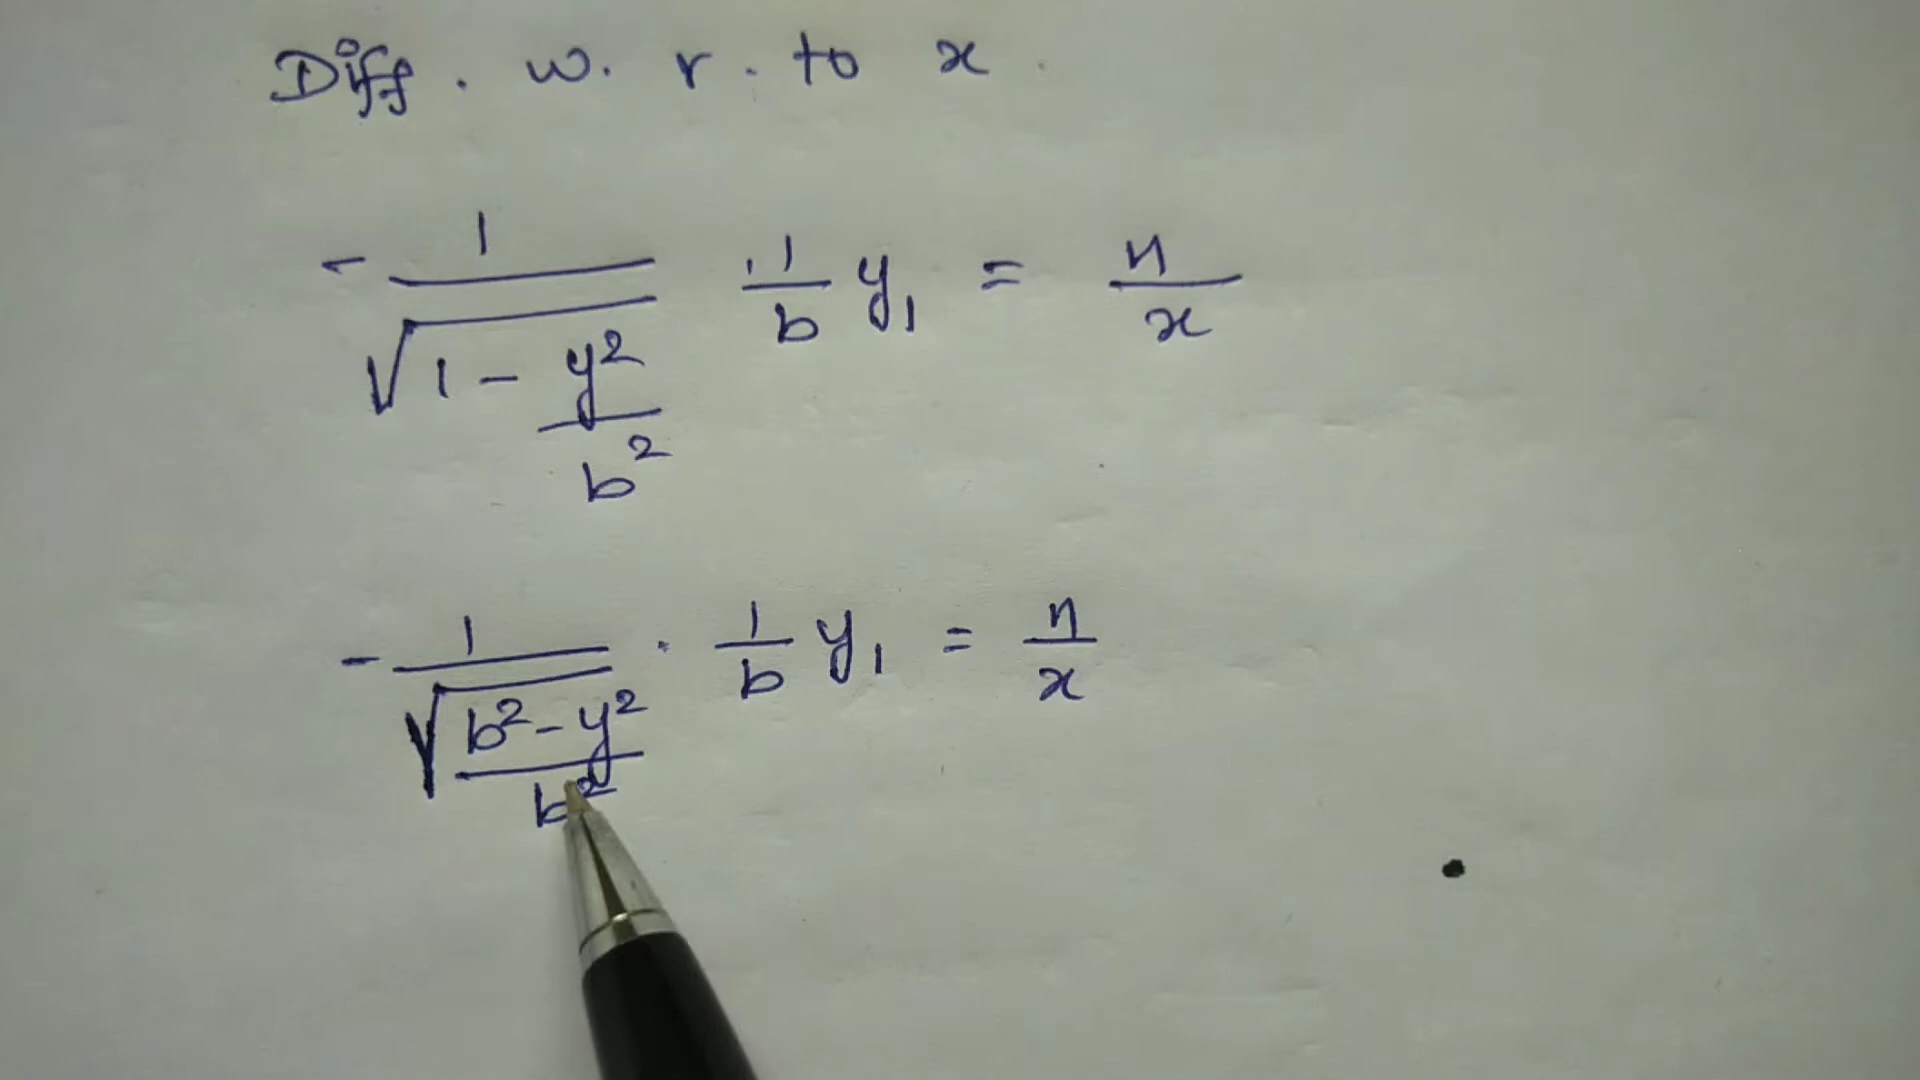 Diff. w. r. to x.
- 1/√(1 - y²/b²) . 1/b y₁ = n/x
- 1/√((b² - y²)/b²) . 1/b y₁ = n/x